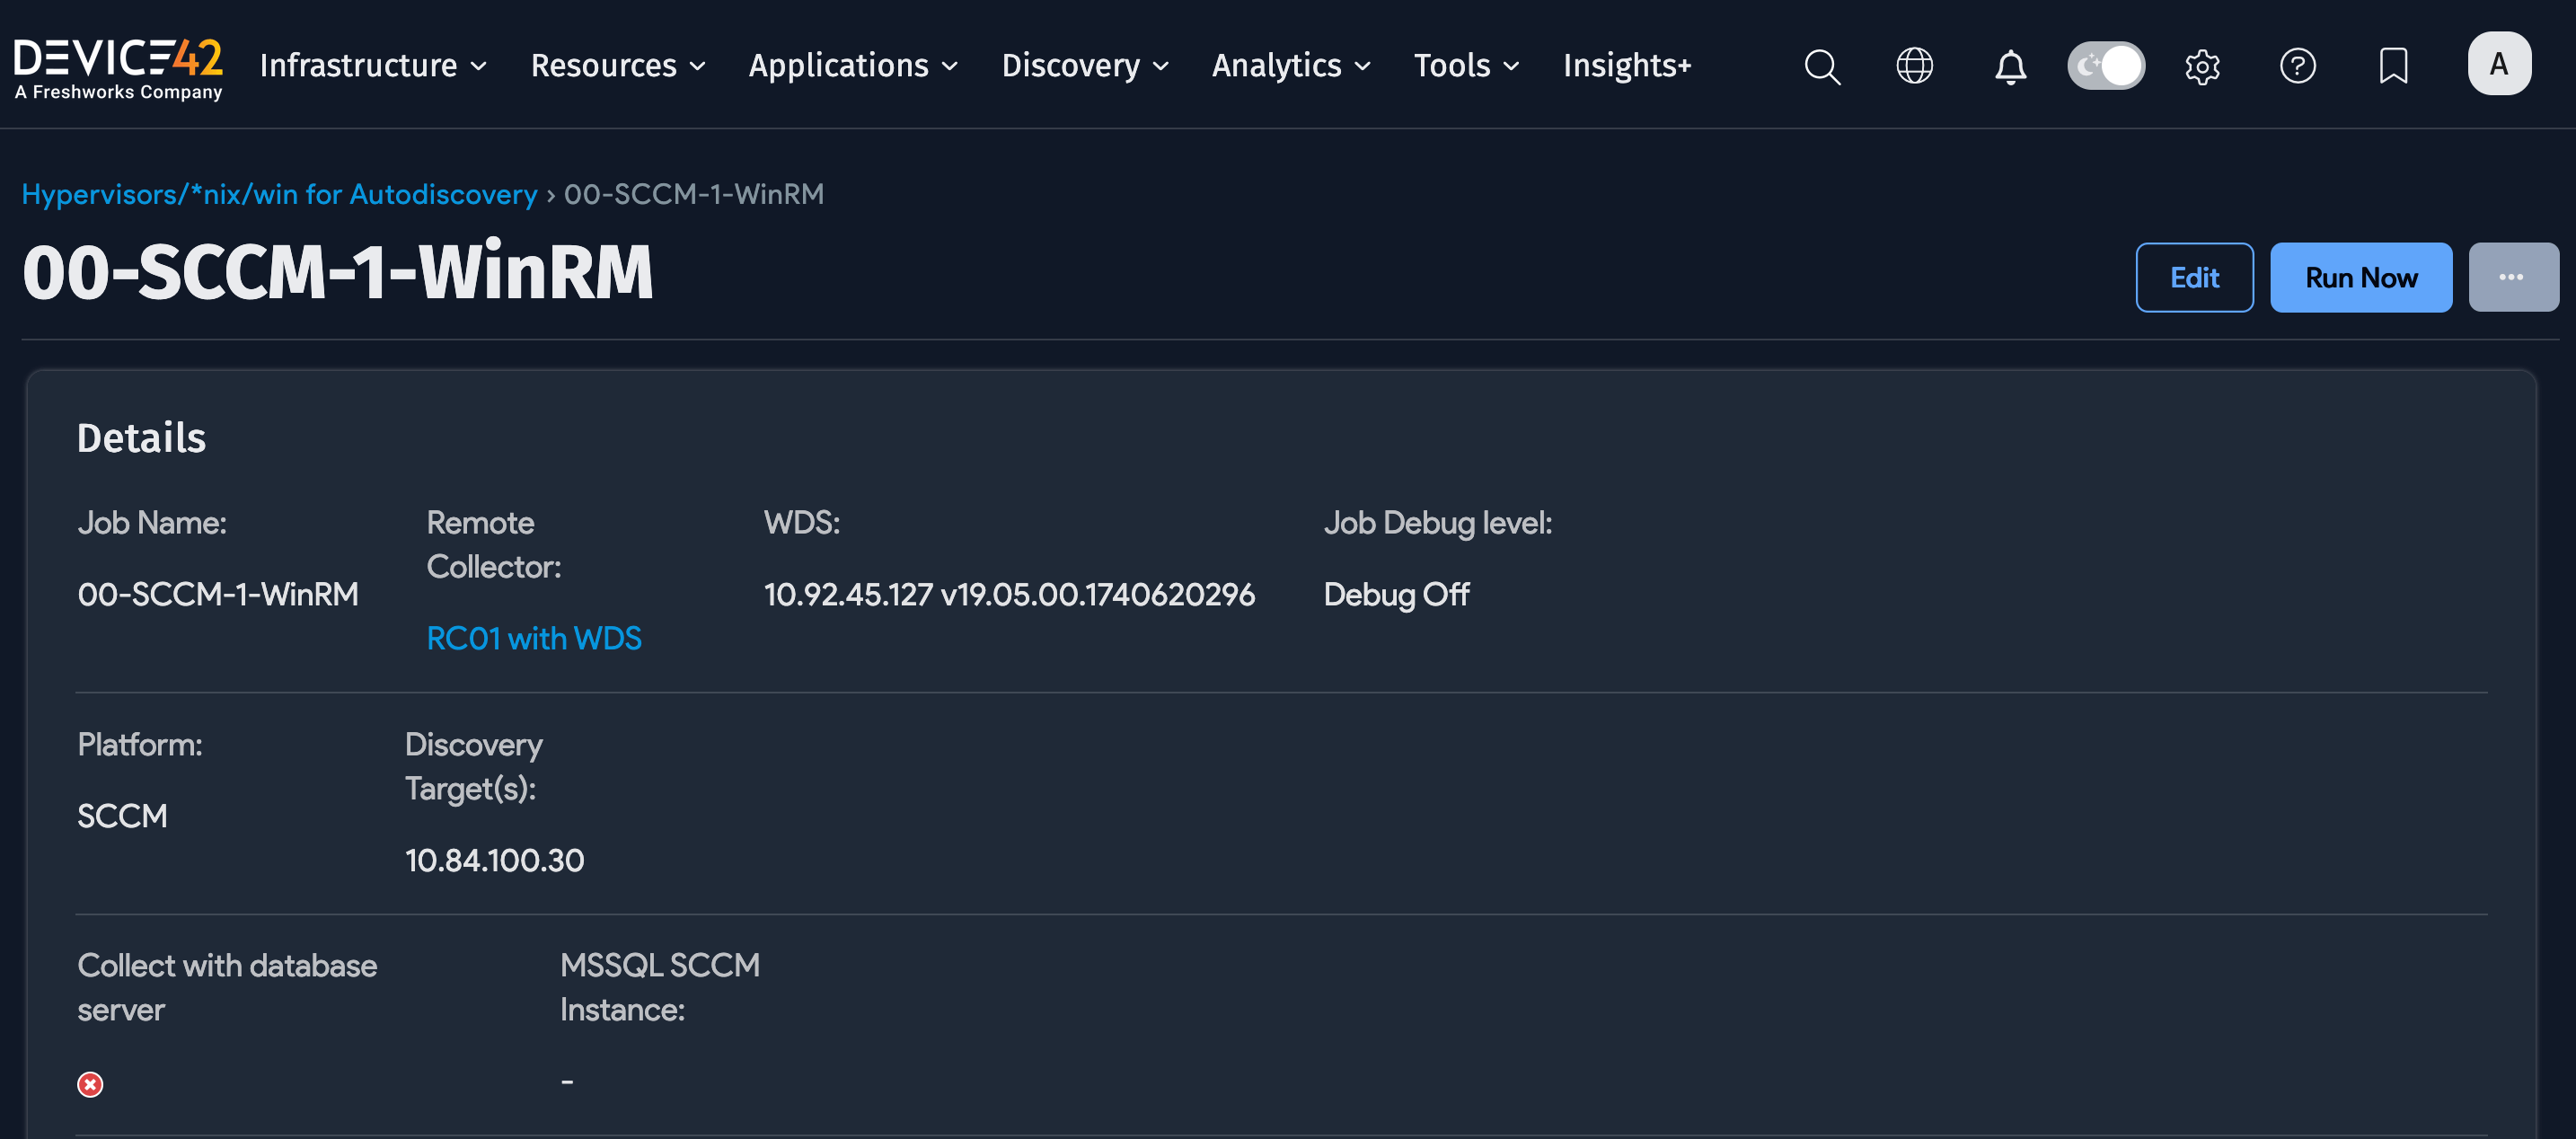 DEVICE42
A Freshworks Company
Infrastructure
Resources
Applications
Discovery
Analytics
Tools
Insights+
A
Hypervisors/*nix/win for Autodiscovery › 00-SCCM-1-WinRM
00-SCCM-1-WinRM
Edit
Run Now
...
Details
Job Name:
00-SCCM-1-WinRM
Remote
Collector:
RC01 with WDS
WDS:
10.92.45.127 v19.05.00.1740620296
Job Debug level:
Debug Off
Platform:
SCCM
Discovery
Target(s):
10.84.100.30
Collect with database
server
MSSQL SCCM
Instance:
-